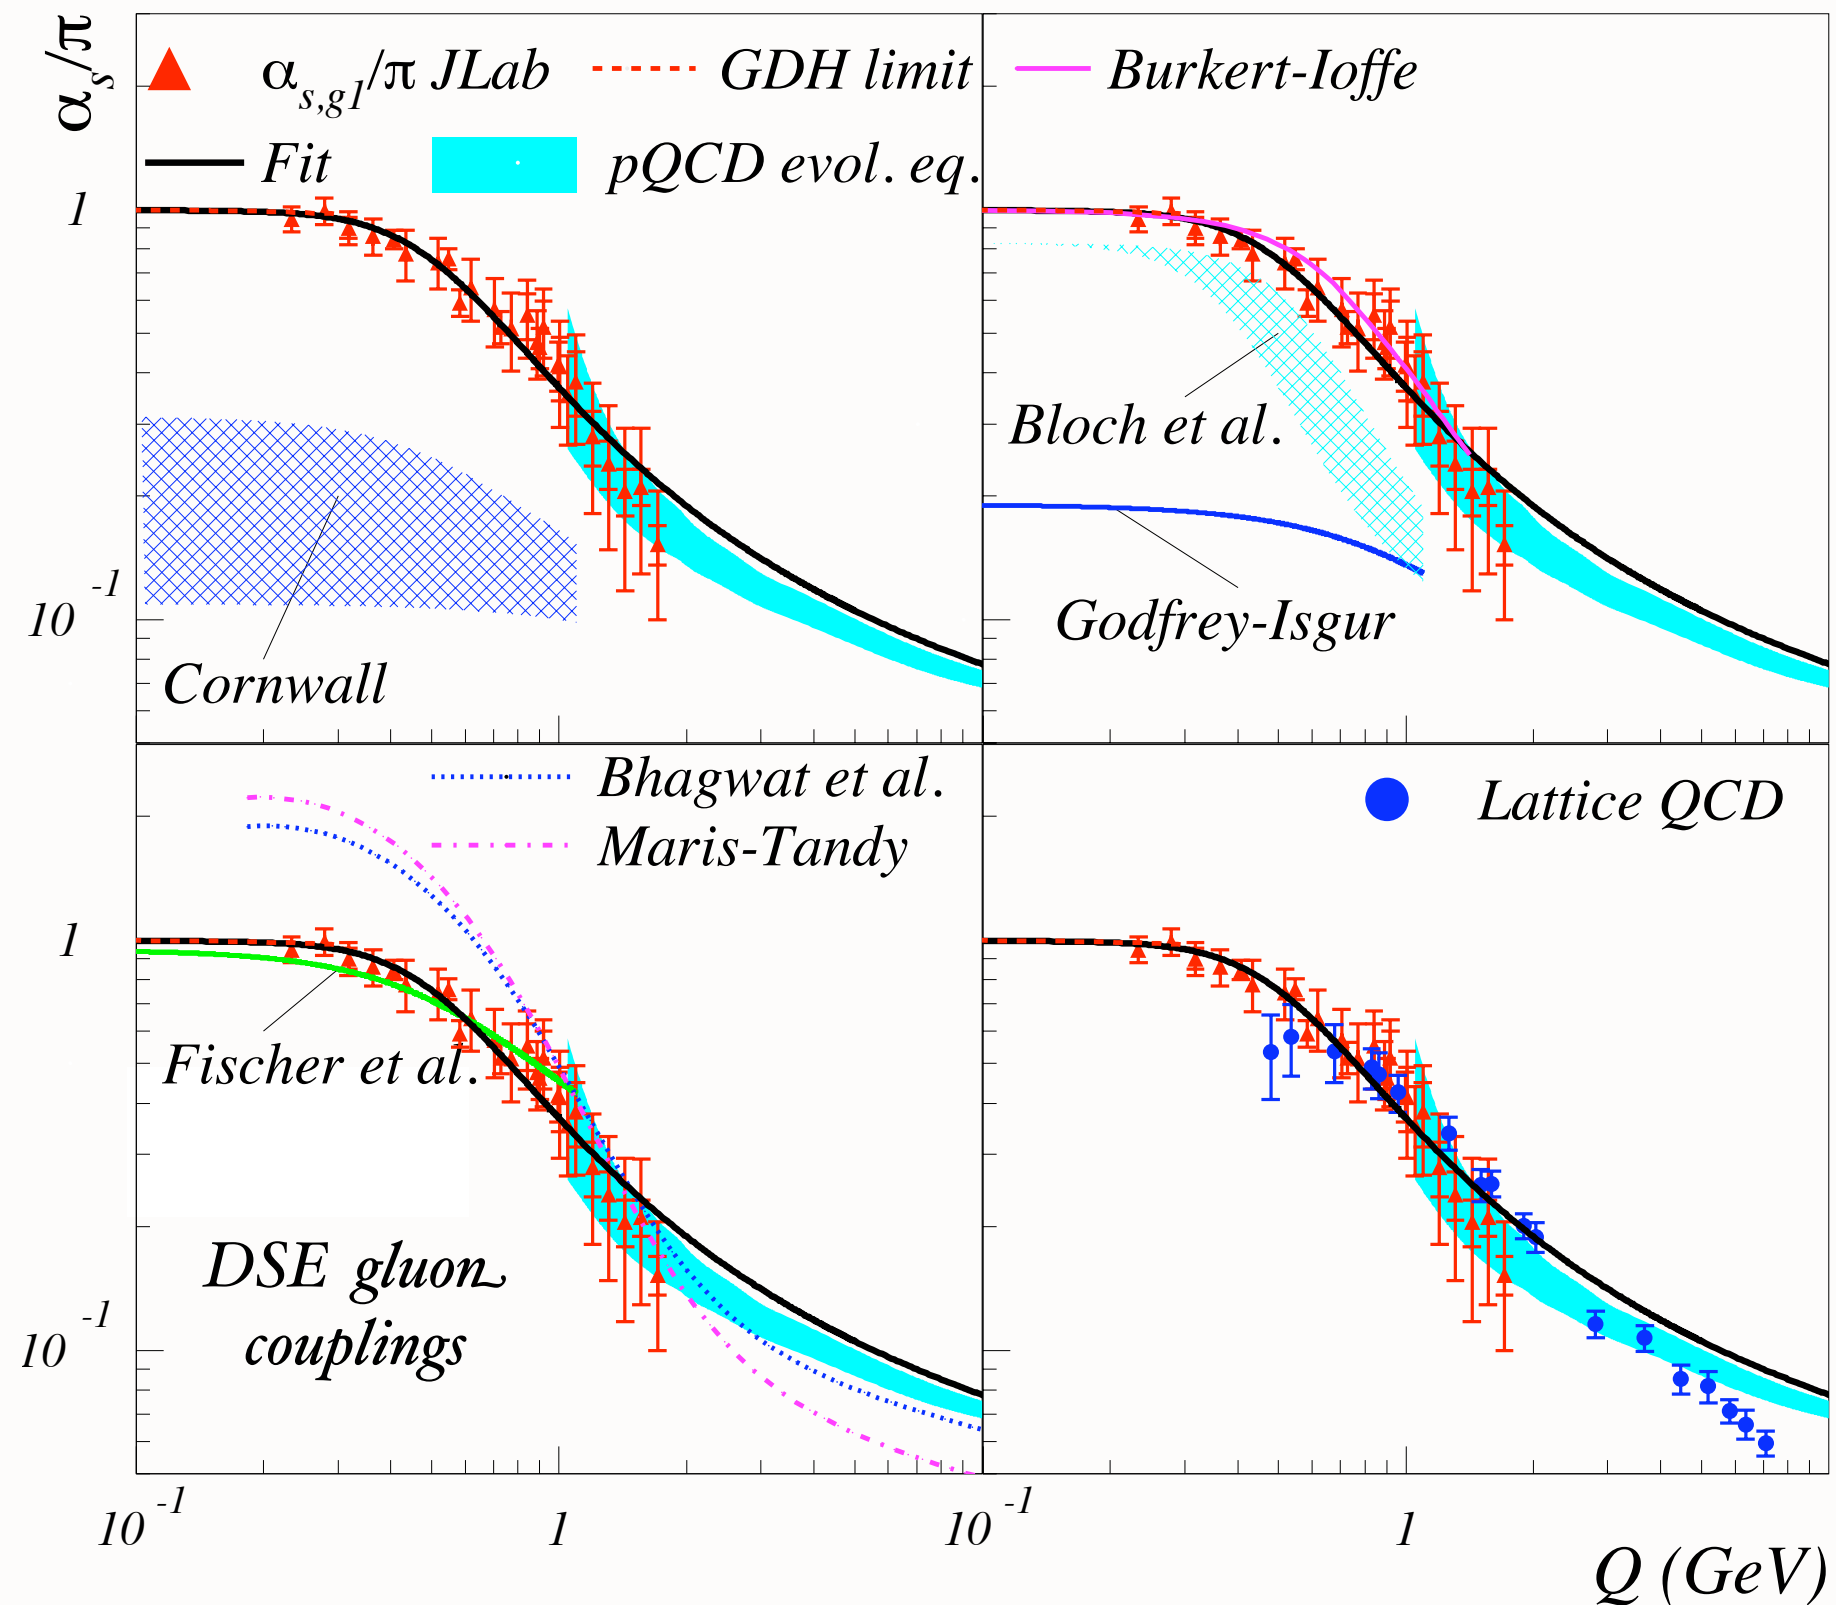 αs/π
αs,g1/π JLab
GDH limit
Burkert-Ioffe
Fit
pQCD evol. eq.
1
Bloch et al.
10-1
Godfrey-Isgur
Cornwall
Bhagwat et al.
Maris-Tandy
Lattice QCD
1
Fischer et al.
DSE gluon
couplings
10-1
10-1
1
10-1
1
Q (GeV)